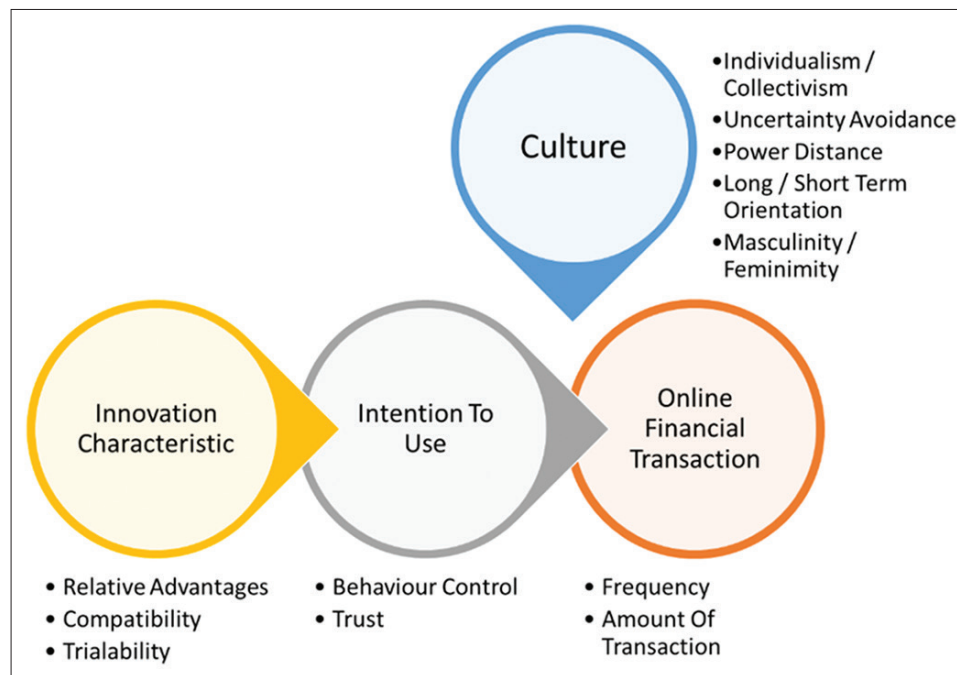 Culture
•Individualism /
Collectivism
•Uncertainty Avoidance
•Power Distance
•Long / Short Term
Orientation
•Masculinity /
Feminimity
Innovation
Characteristic
Intention To
Use
Online
Financial
Transaction
• Relative Advantages
• Compatibility
• Trialability
• Behaviour Control
• Trust
• Frequency
• Amount Of
Transaction